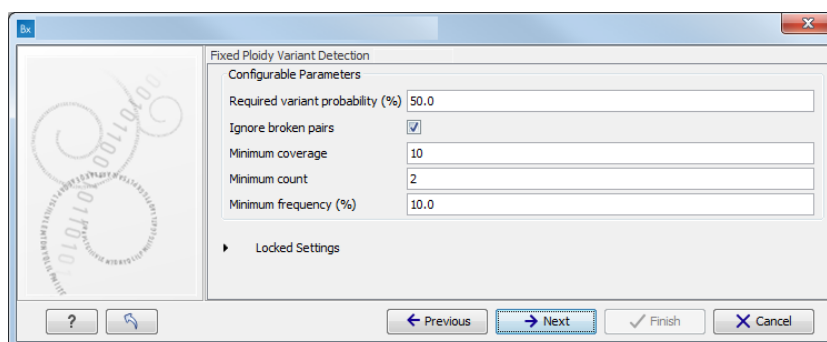 Bx
Fixed Ploidy Variant Detection
Configurable Parameters
Required variant probability (%) 50.0
Ignore broken pairs
Minimum coverage 10
Minimum count 2
Minimum frequency (%) 10.0
Locked Settings
? Previous Next Finish Cancel